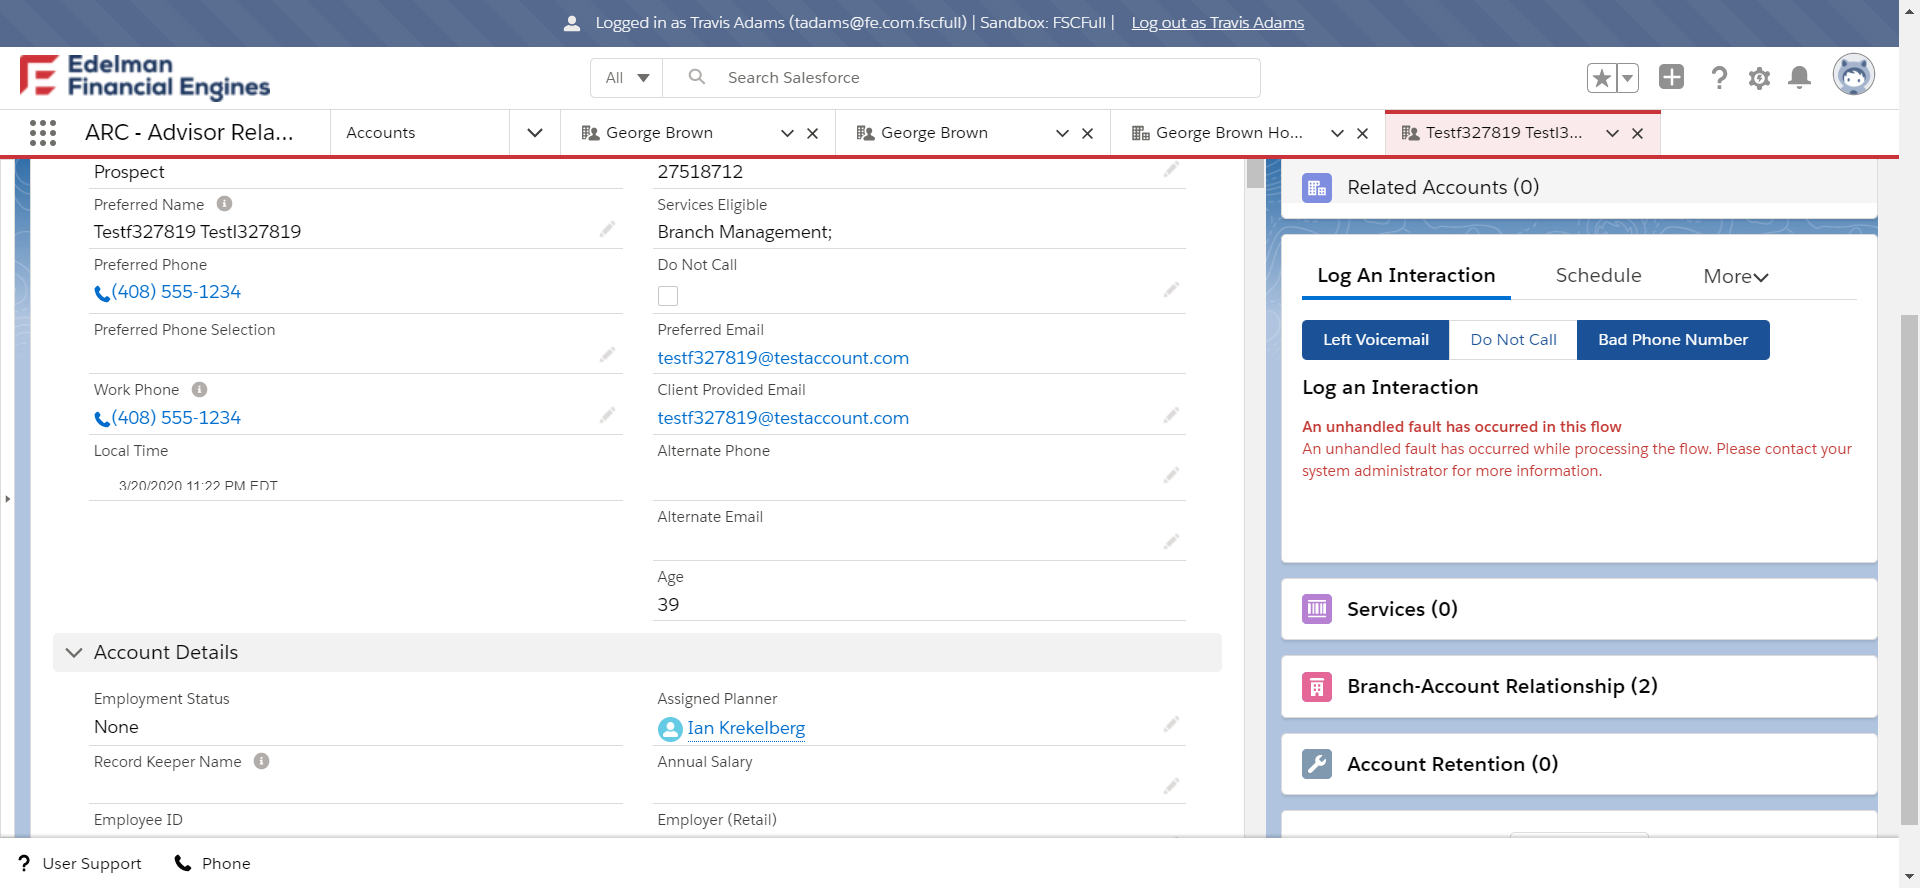 Logged in as Travis Adams (tadams@fe.com.fscfull) | Sandbox: FSCFull | Log out as Travis Adams
Edelman
Financial Engines
All
Search Salesforce
ARC - Advisor Rela...
Accounts
George Brown
George Brown
George Brown Ho...
Testf327819 Testl3...
Prospect
27518712
Preferred Name
Testf327819 Testl327819
Services Eligible
Branch Management;
Preferred Phone
(408) 555-1234
Do Not Call
Preferred Phone Selection
Preferred Email
testf327819@testaccount.com
Work Phone
(408) 555-1234
Client Provided Email
testf327819@testaccount.com
Local Time
3/20/2020 11:22 PM EDT
Alternate Phone
Alternate Email
Age
39
Account Details
Employment Status
None
Assigned Planner
Ian Krekelberg
Record Keeper Name
Annual Salary
Employee ID
Employer (Retail)
Related Accounts (0)
Log An Interaction
Schedule
More
Left Voicemail
Do Not Call
Bad Phone Number
Log an Interaction
An unhandled fault has occurred in this flow
An unhandled fault has occurred while processing the flow. Please contact your
system administrator for more information.
Services (0)
Branch-Account Relationship (2)
Account Retention (0)
User Support
Phone